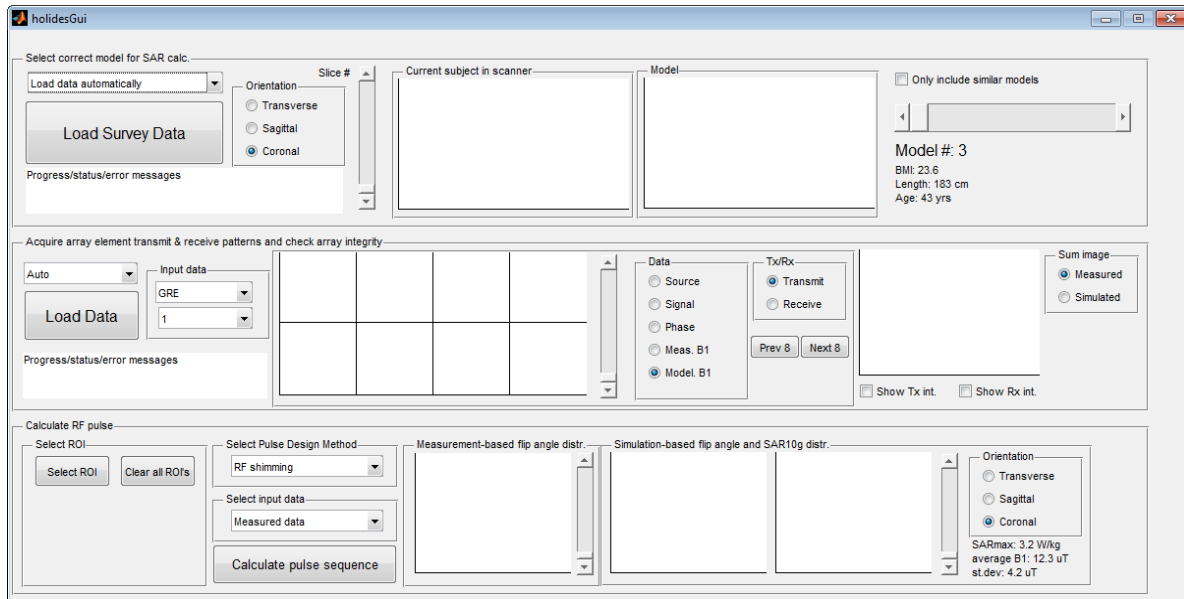 holidesGui
Select correct model for SAR calc.
Load data automatically
Load Survey Data
Progress/status/error messages
Slice #
Orientation
Transverse
Sagittal
Coronal
Current subject in scanner
Model
Only include similar models
Model #: 3
BMI: 23.6
Length: 183 cm
Age: 43 yrs
Acquire array element transmit & receive patterns and check array integrity
Auto
Load Data
Progress/status/error messages
Input data
GRE
1
Data
Source
Signal
Phase
Meas. B1
Model. B1
Tx/Rx
Transmit
Receive
Prev 8
Next 8
Show Tx int.
Show Rx int.
Sum image
Measured
Simulated
Calculate RF pulse
Select ROI
Select ROI
Clear all ROI's
Select Pulse Design Method
RF shimming
Select input data
Measured data
Calculate pulse sequence
Measurement-based flip angle distr.
Simulation-based flip angle and SAR10g distr.
Orientation
Transverse
Sagittal
Coronal
SARmax: 3.2 W/kg
average B1: 12.3 uT
st.dev: 4.2 uT